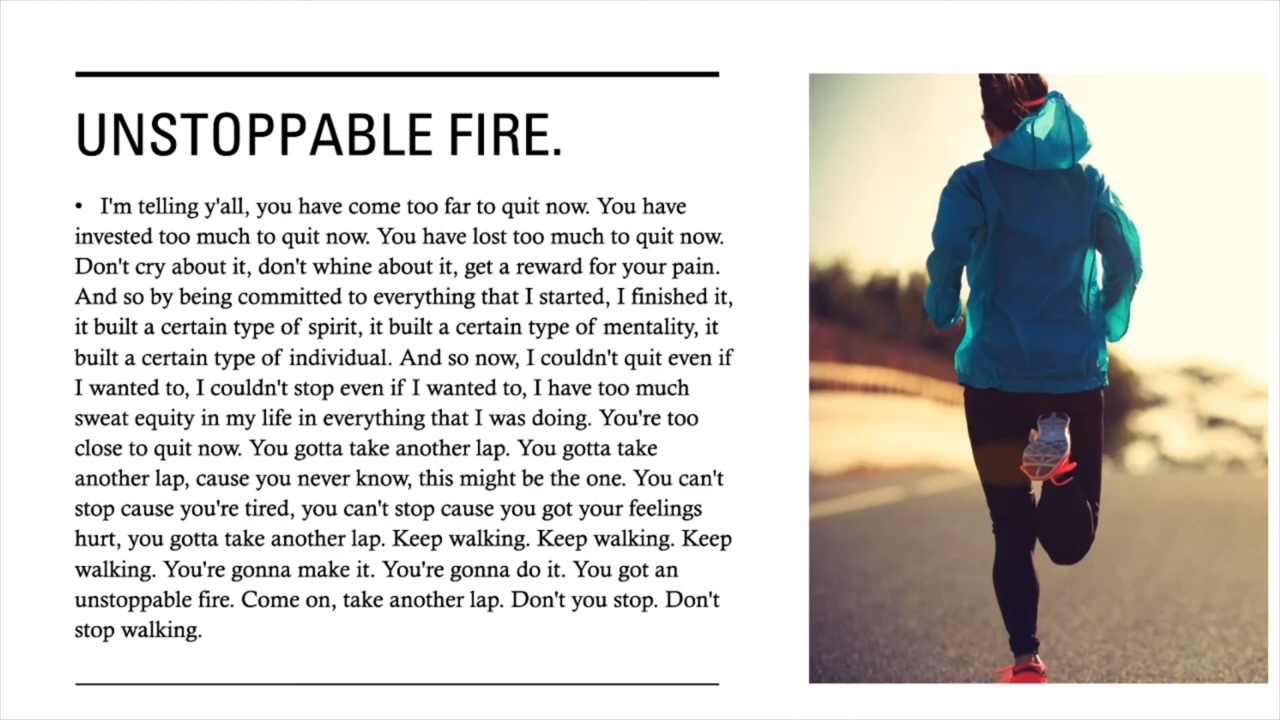 UNSTOPPABLE FIRE.
• I'm telling y'all, you have come too far to quit now. You have
invested too much to quit now. You have lost too much to quit now.
Don't cry about it, don't whine about it, get a reward for your pain.
And so by being committed to everything that I started, I finished it,
it built a certain type of spirit, it built a certain type of mentality, it
built a certain type of individual. And so now, I couldn't quit even if
I wanted to, I couldn't stop even if I wanted to, I have too much
sweat equity in my life in everything that I was doing. You're too
close to quit now. You gotta take another lap. You gotta take
another lap, cause you never know, this might be the one. You can't
stop cause you're tired, you can't stop cause you got your feelings
hurt, you gotta take another lap. Keep walking. Keep walking. Keep
walking. You're gonna make it. You're gonna do it. You got an
unstoppable fire. Come on, take another lap. Don't you stop. Don't
stop walking.